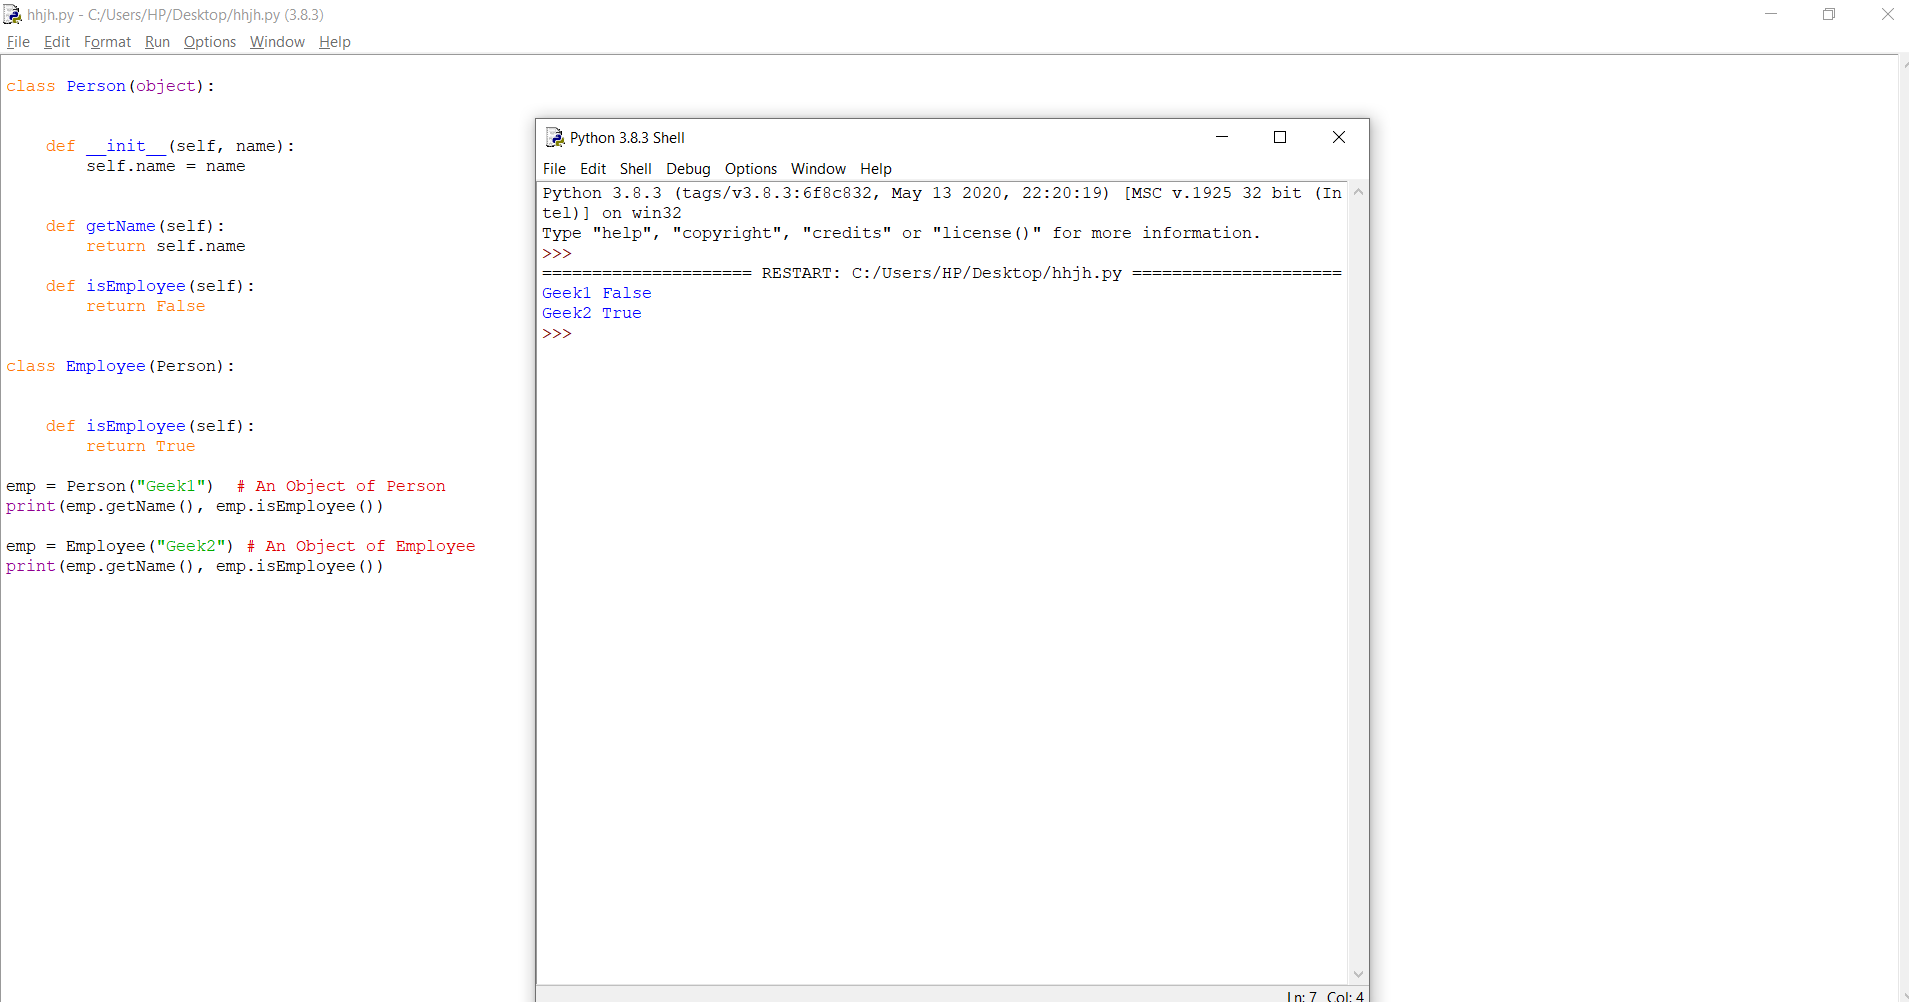 hhjh.py - C:/Users/HP/Desktop/hhjh.py (3.8.3)
File Edit Format Run Options Window Help
class Person(object):
def __init__(self, name):
self.name = name
def getName(self):
return self.name
def isEmployee(self):
return False
class Employee(Person):
def isEmployee(self):
return True
emp = Person("Geek1")  # An Object of Person
print(emp.getName(), emp.isEmployee())
emp = Employee("Geek2") # An Object of Employee
print(emp.getName(), emp.isEmployee())
Python 3.8.3 Shell
File Edit Shell Debug Options Window Help
Python 3.8.3 (tags/v3.8.3:6f8c832, May 13 2020, 22:20:19) [MSC v.1925 32 bit (In
tel)] on win32
Type "help", "copyright", "credits" or "license()" for more information.
>>>
===================== RESTART: C:/Users/HP/Desktop/hhjh.py =====================
Geek1 False
Geek2 True
>>>
Ln: 7 Col: 4